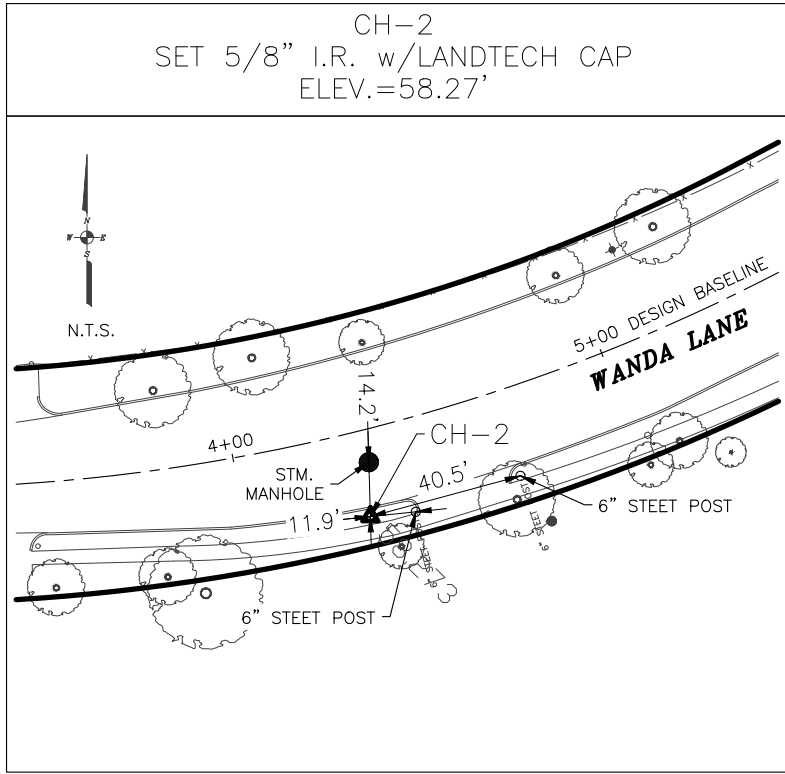 CH-2
SET 5/8" I.R. w/LANDTECH CAP
ELEV.=58.27'
N
W E
S
N.T.S.
5+00 DESIGN BASELINE
WANDA LANE
14.2'
4+00
CH-2
STM.
MANHOLE
40.5'
11.9'
6" STEET POST
6" STEET POST